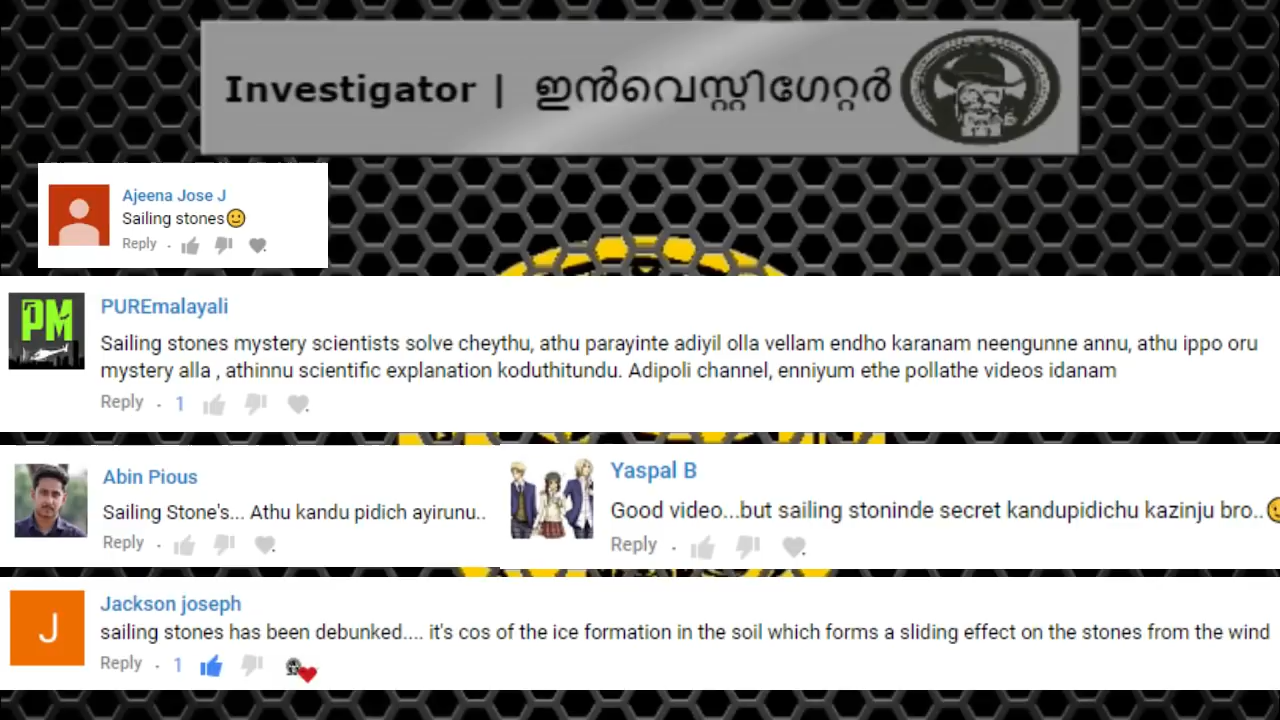 Investigator | ഇൻവെസ്റ്റിഗേറ്റർ
Ajeena Jose J
Sailing stones🙂
Reply
PM
PUREmalayali
Sailing stones mystery scientists solve cheythu, athu parayinte adiyil olla vellam endho karanam neengunne annu, athu ippo oru
mystery alla , athinnu scientific explanation koduthitundu. Adipoli channel, enniyum ethe pollathe videos idanam
Reply · 1
Abin Pious
Sailing Stone's... Athu kandu pidich ayirunu..
Reply
Yaspal B
Good video...but sailing stoninde secret kandupidichu kazinju bro..
Reply
J
Jackson joseph
sailing stones has been debunked.... it's cos of the ice formation in the soil which forms a sliding effect on the stones from the wind
Reply · 1